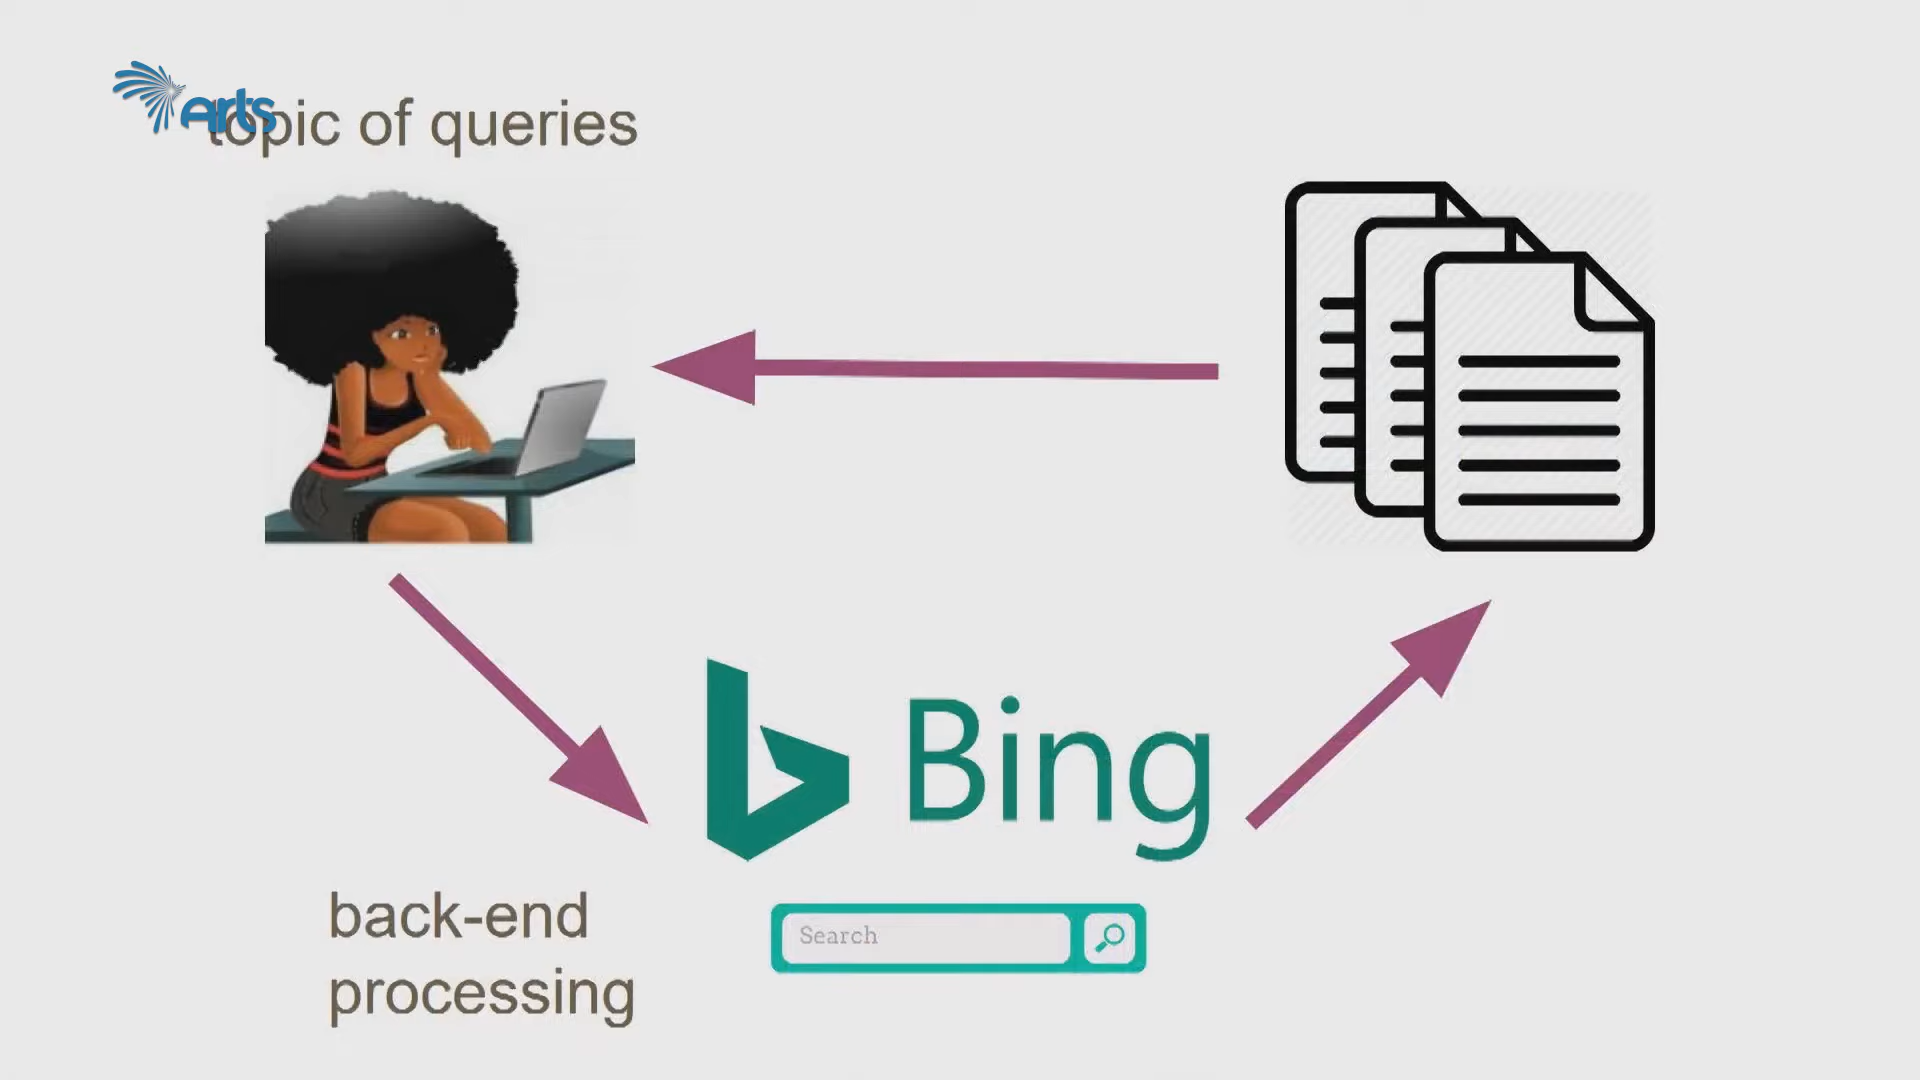 Arts
topic of queries
Bing
Search
back-end
processing